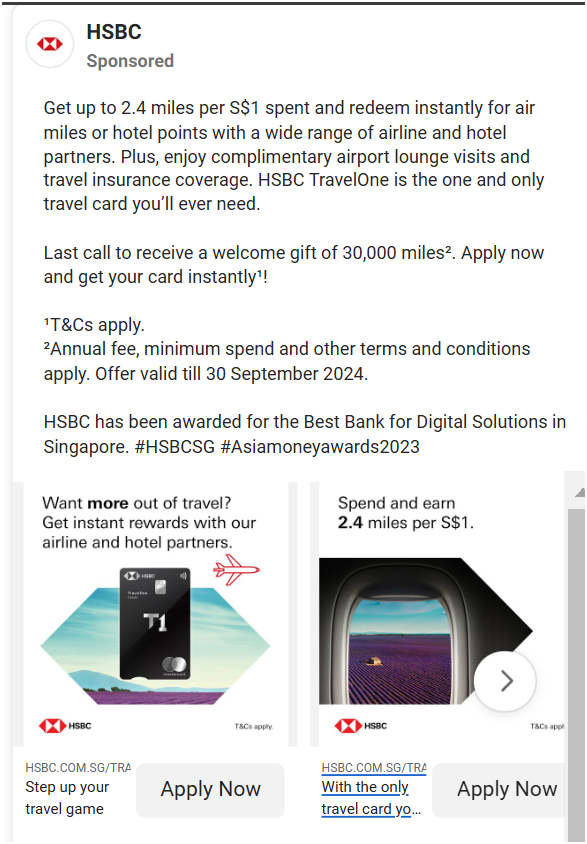 HSBC
Sponsored
Get up to 2.4 miles per S$1 spent and redeem instantly for air
miles or hotel points with a wide range of airline and hotel
partners. Plus, enjoy complimentary airport lounge visits and
travel insurance coverage. HSBC TravelOne is the one and only
travel card you’ll ever need.
Last call to receive a welcome gift of 30,000 miles². Apply now
and get your card instantly¹!
¹T&Cs apply.
²Annual fee, minimum spend and other terms and conditions
apply. Offer valid till 30 September 2024.
HSBC has been awarded for the Best Bank for Digital Solutions in
Singapore. #HSBCSG #Asiamoneyawards2023
Want more out of travel?
Get instant rewards with our
airline and hotel partners.
HSBC
TravelOne
T1
HSBC
T&Cs apply.
HSBC.COM.SG/TRA
Step up your
travel game
Apply Now
Spend and earn
2.4 miles per S$1.
HSBC
T&Cs appl
HSBC.COM.SG/TRA
With the only
travel card yo...
Apply Now